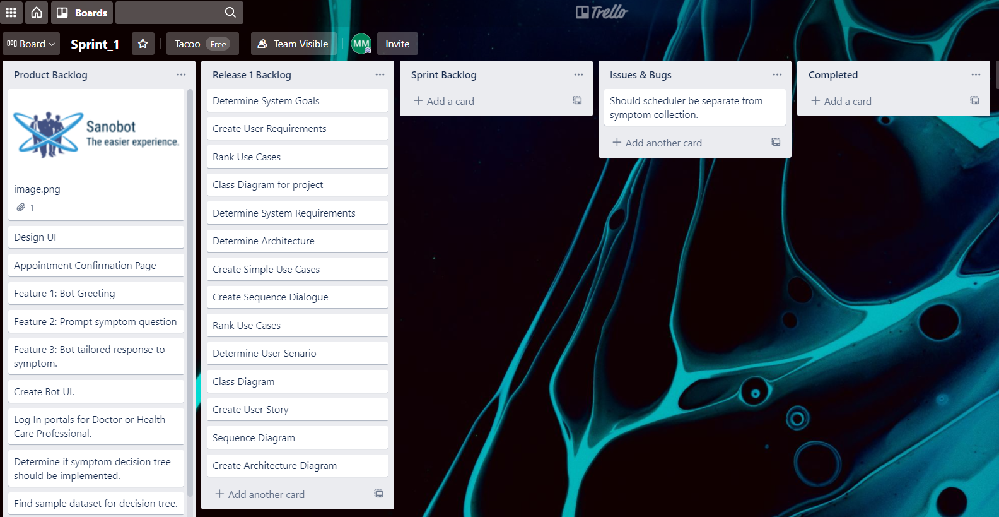 Boards
Trello
Board
Sprint_1
Tacoo
Free
Team Visible
MM
Invite
Product Backlog
Sanobot
The easier experience.
image.png
1
Design UI
Appointment Confirmation Page
Feature 1: Bot Greeting
Feature 2: Prompt symptom question
Feature 3: Bot tailored response to
symptom.
Create Bot UI.
Log In portals for Doctor or Health
Care Professional.
Determine if symptom decision tree
should be implemented.
Find sample dataset for decision tree.
Release 1 Backlog
Determine System Goals
Create User Requirements
Rank Use Cases
Class Diagram for project
Determine System Requirements
Determine Architecture
Create Simple Use Cases
Create Sequence Dialogue
Rank Use Cases
Determine User Senario
Class Diagram
Create User Story
Sequence Diagram
Create Architecture Diagram
Add another card
Sprint Backlog
Add a card
Issues & Bugs
Should scheduler be separate from
symptom collection.
Add another card
Completed
Add a card